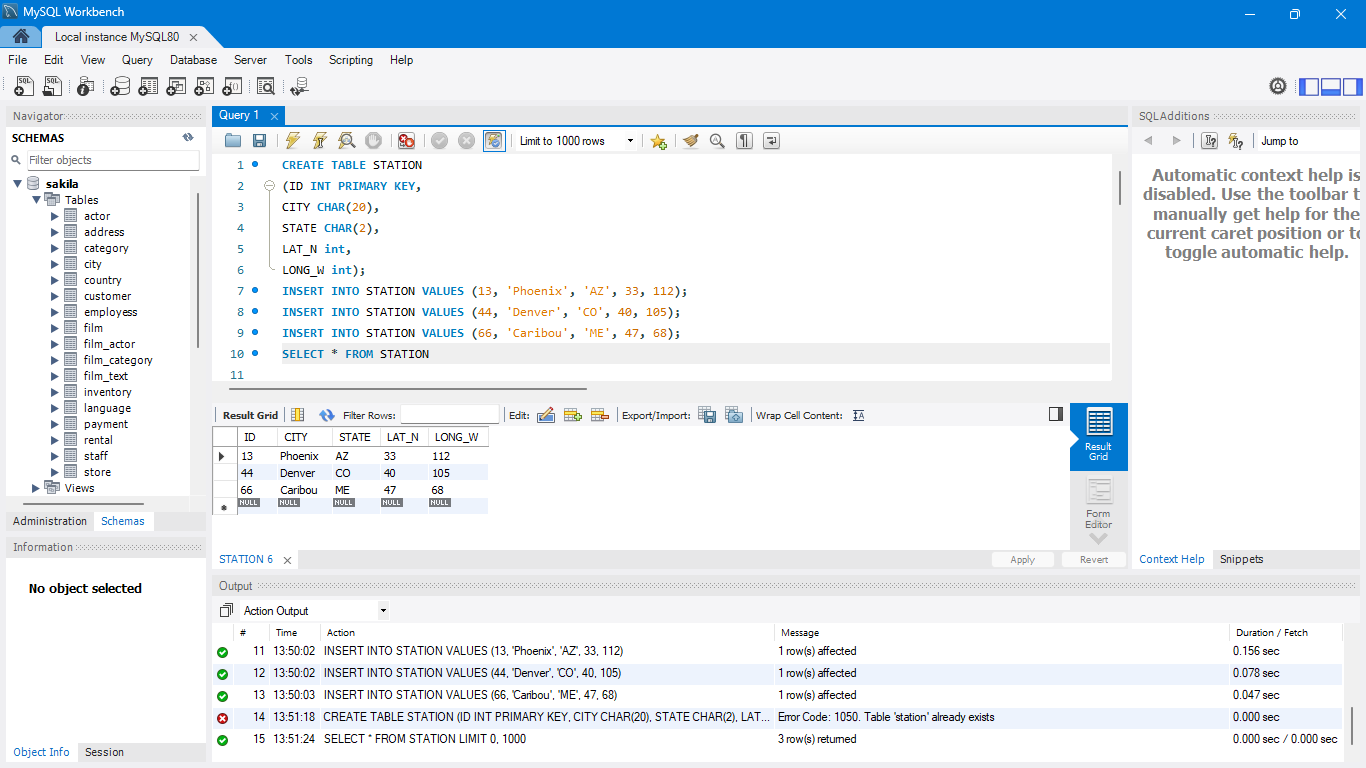 MySQL Workbench
Local instance MySQL80
File Edit View Query Database Server Tools Scripting Help
Navigator
SCHEMAS
Filter objects
sakila
Tables
actor
address
category
city
country
customer
employess
film
film_actor
film_category
film_text
inventory
language
payment
rental
staff
store
Views
Administration Schemas
Information
No object selected
Object Info Session
Query 1
Limit to 1000 rows
1 CREATE TABLE STATION
2 (ID INT PRIMARY KEY,
3 CITY CHAR(20),
4 STATE CHAR(2),
5 LAT_N int,
6 LONG_W int);
7 INSERT INTO STATION VALUES (13, 'Phoenix', 'AZ', 33, 112);
8 INSERT INTO STATION VALUES (44, 'Denver', 'CO', 40, 105);
9 INSERT INTO STATION VALUES (66, 'Caribou', 'ME', 47, 68);
10 SELECT * FROM STATION
11
Result Grid Filter Rows: Edit: Export/Import: Wrap Cell Content:
ID CITY STATE LAT_N LONG_W
13 Phoenix AZ 33 112
44 Denver CO 40 105
66 Caribou ME 47 68
NULL NULL NULL NULL NULL
Result
Grid
Form
Editor
STATION 6
Apply Revert
SQLAdditions
Jump to
Automatic context help is
disabled. Use the toolbar t
manually get help for the
current caret position or to
toggle automatic help.
Context Help Snippets
Output
Action Output
# Time Action Message Duration / Fetch
11 13:50:02 INSERT INTO STATION VALUES (13, 'Phoenix', 'AZ', 33, 112) 1 row(s) affected 0.156 sec
12 13:50:02 INSERT INTO STATION VALUES (44, 'Denver', 'CO', 40, 105) 1 row(s) affected 0.078 sec
13 13:50:03 INSERT INTO STATION VALUES (66, 'Caribou', 'ME', 47, 68) 1 row(s) affected 0.047 sec
14 13:51:18 CREATE TABLE STATION (ID INT PRIMARY KEY, CITY CHAR(20), STATE CHAR(2), LAT... Error Code: 1050. Table 'station' already exists 0.000 sec
15 13:51:24 SELECT * FROM STATION LIMIT 0, 1000 3 row(s) returned 0.000 sec / 0.000 sec